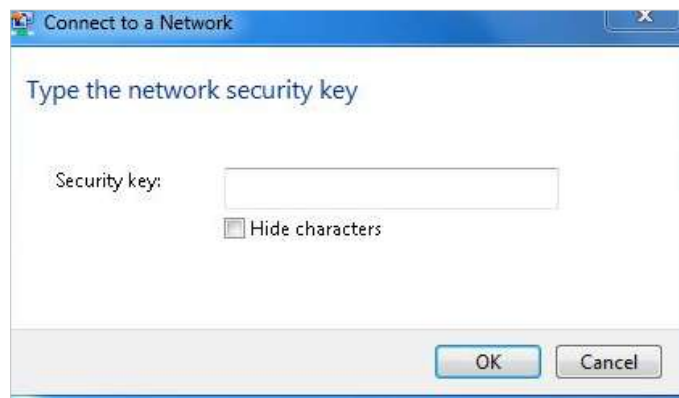 Connect to a Network
Type the network security key
Security key:
Hide characters
OK Cancel